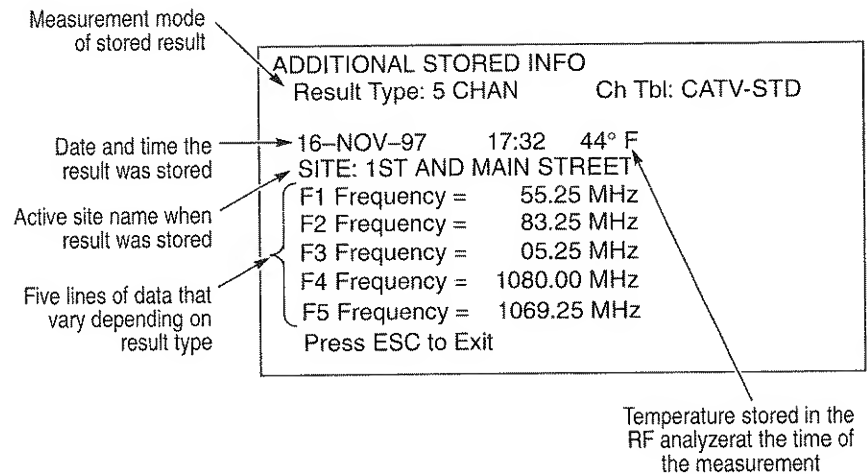 Measurement mode
of stored result
ADDITIONAL STORED INFO
Result Type: 5 CHAN Ch Tbl: CATV-STD
Date and time the
result was stored
16–NOV–97 17:32 44° F
SITE: 1ST AND MAIN STREET
Active site name when
result was stored
F1 Frequency = 55.25 MHz
F2 Frequency = 83.25 MHz
F3 Frequency = 05.25 MHz
F4 Frequency = 1080.00 MHz
F5 Frequency = 1069.25 MHz
Five lines of data that
vary depending on
result type
Press ESC to Exit
Temperature stored in the
RF analyzerat the time of
the measurement